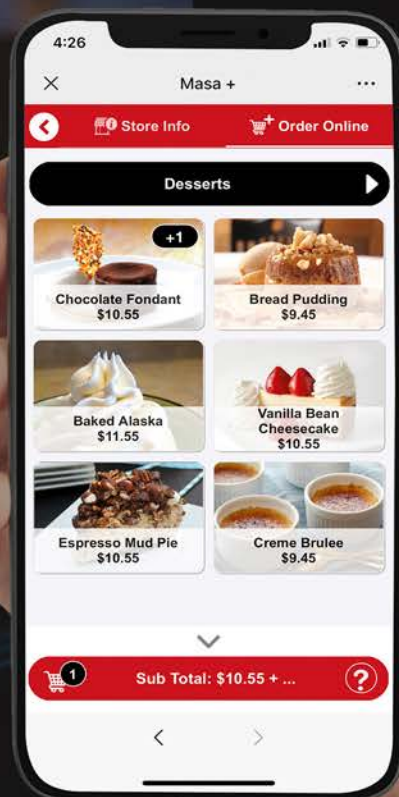 4:26
Masa +
Store Info
Order Online
Desserts
+1
Chocolate Fondant
$10.55
Bread Pudding
$9.45
Baked Alaska
$11.55
Vanilla Bean
Cheesecake
$10.55
Espresso Mud Pie
$10.55
Creme Brulee
$9.45
1
Sub Total: $10.55 + ...
?